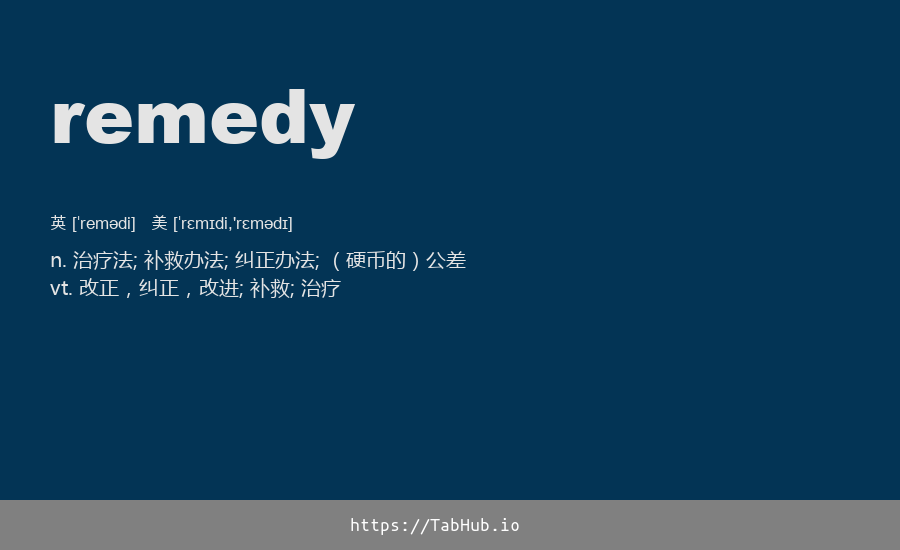 remedy
英 ['remədi] 美 ['rɛmɪdi,'rɛmədɪ]
n. 治疗法; 补救办法; 纠正办法; （硬币的）公差
vt. 改正，纠正，改进; 补救; 治疗
https://TabHub.io